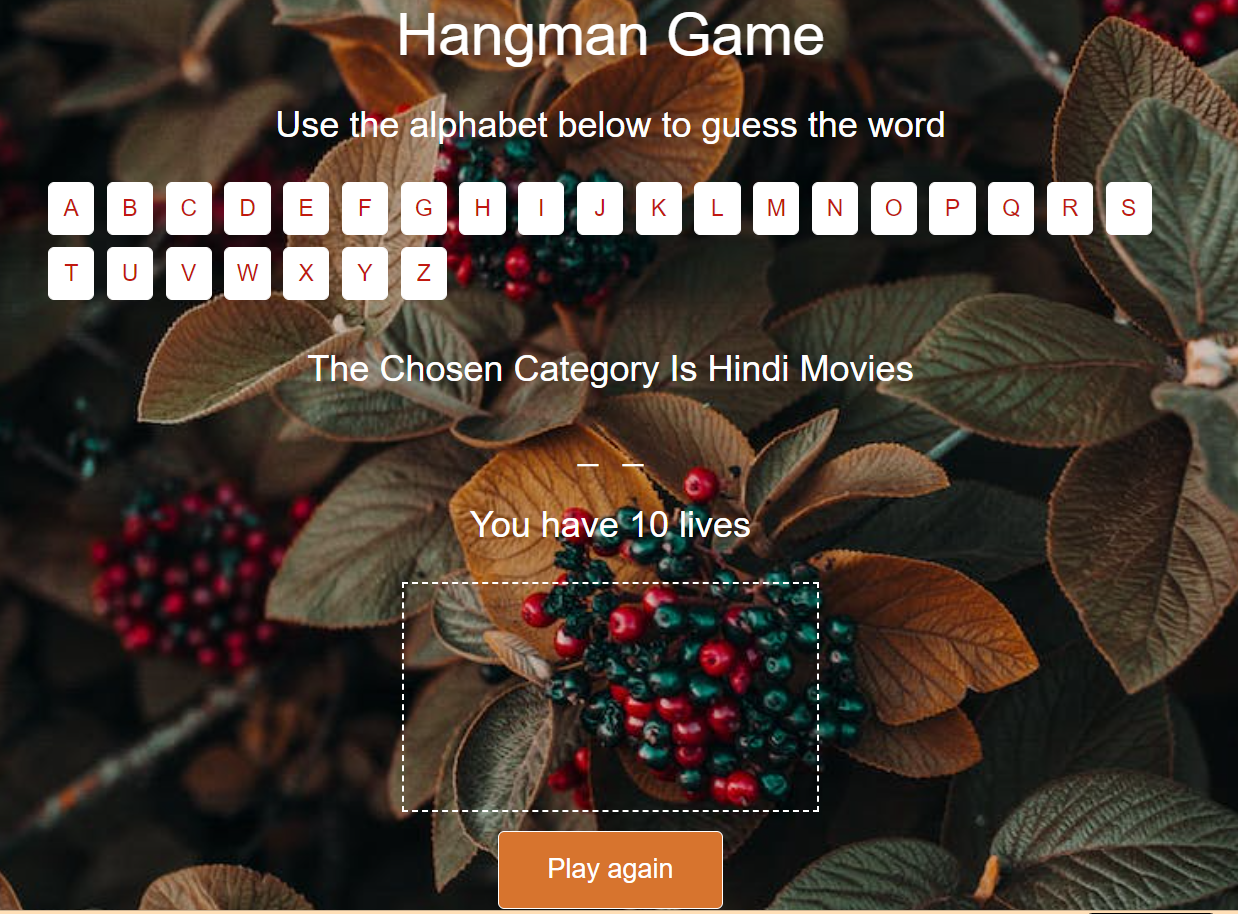 Hangman Game
Use the alphabet below to guess the word
A B C D E F G H I J K L M N O P Q R S
T U V W X Y Z
The Chosen Category Is Hindi Movies
_ _
You have 10 lives
Play again